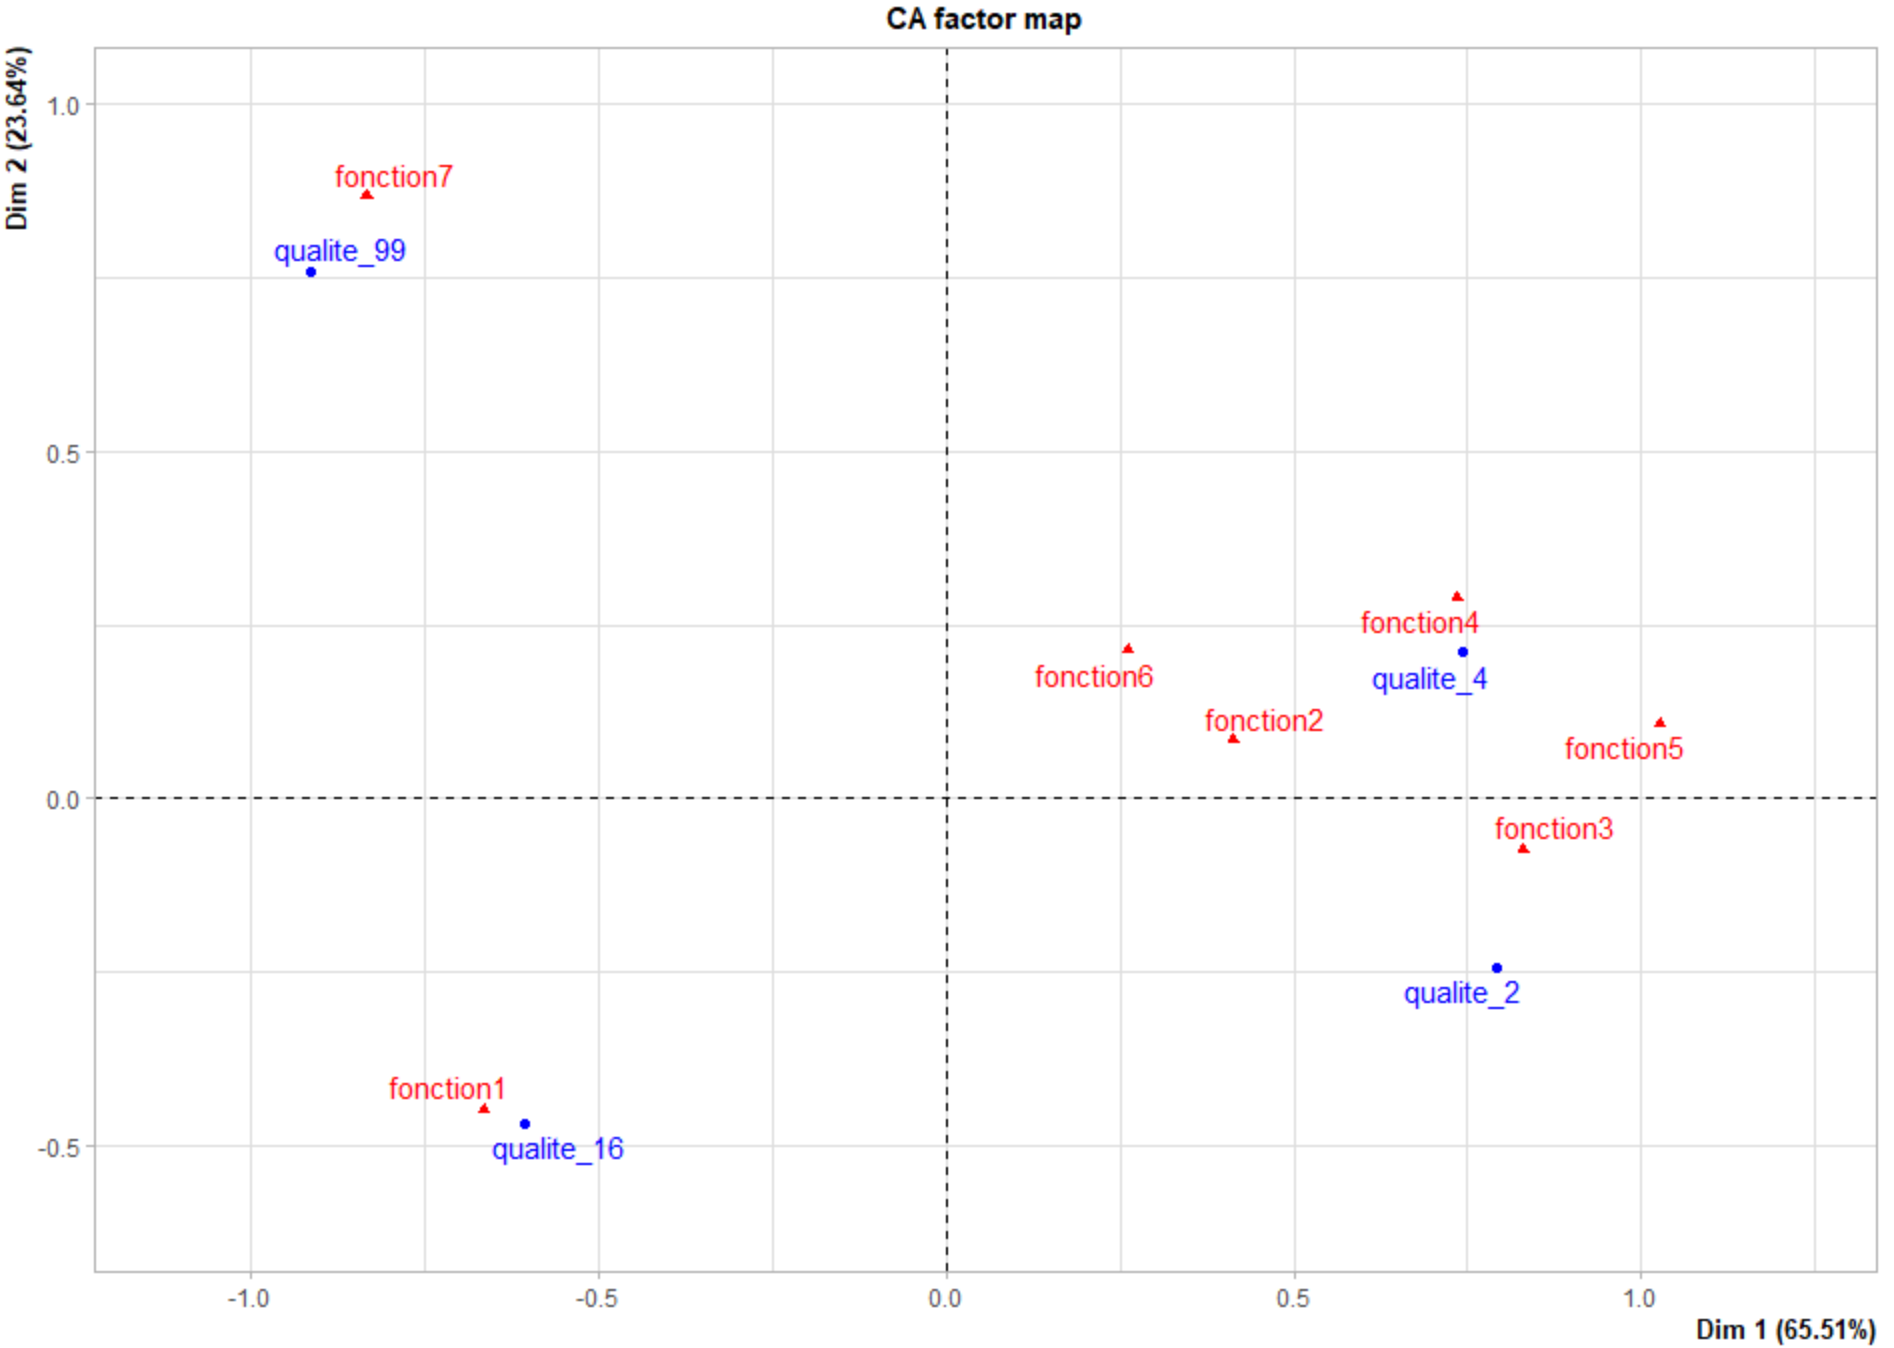 CA factor map
Dim 2 (23.64%)
1.0
fonction7
qualite_99
0.5
fonction4
fonction6
qualite_4
fonction2
fonction5
0.0
fonction3
qualite_2
fonction1
-0.5
qualite_16
-1.0
-0.5
0.0
0.5
1.0
Dim 1 (65.51%)